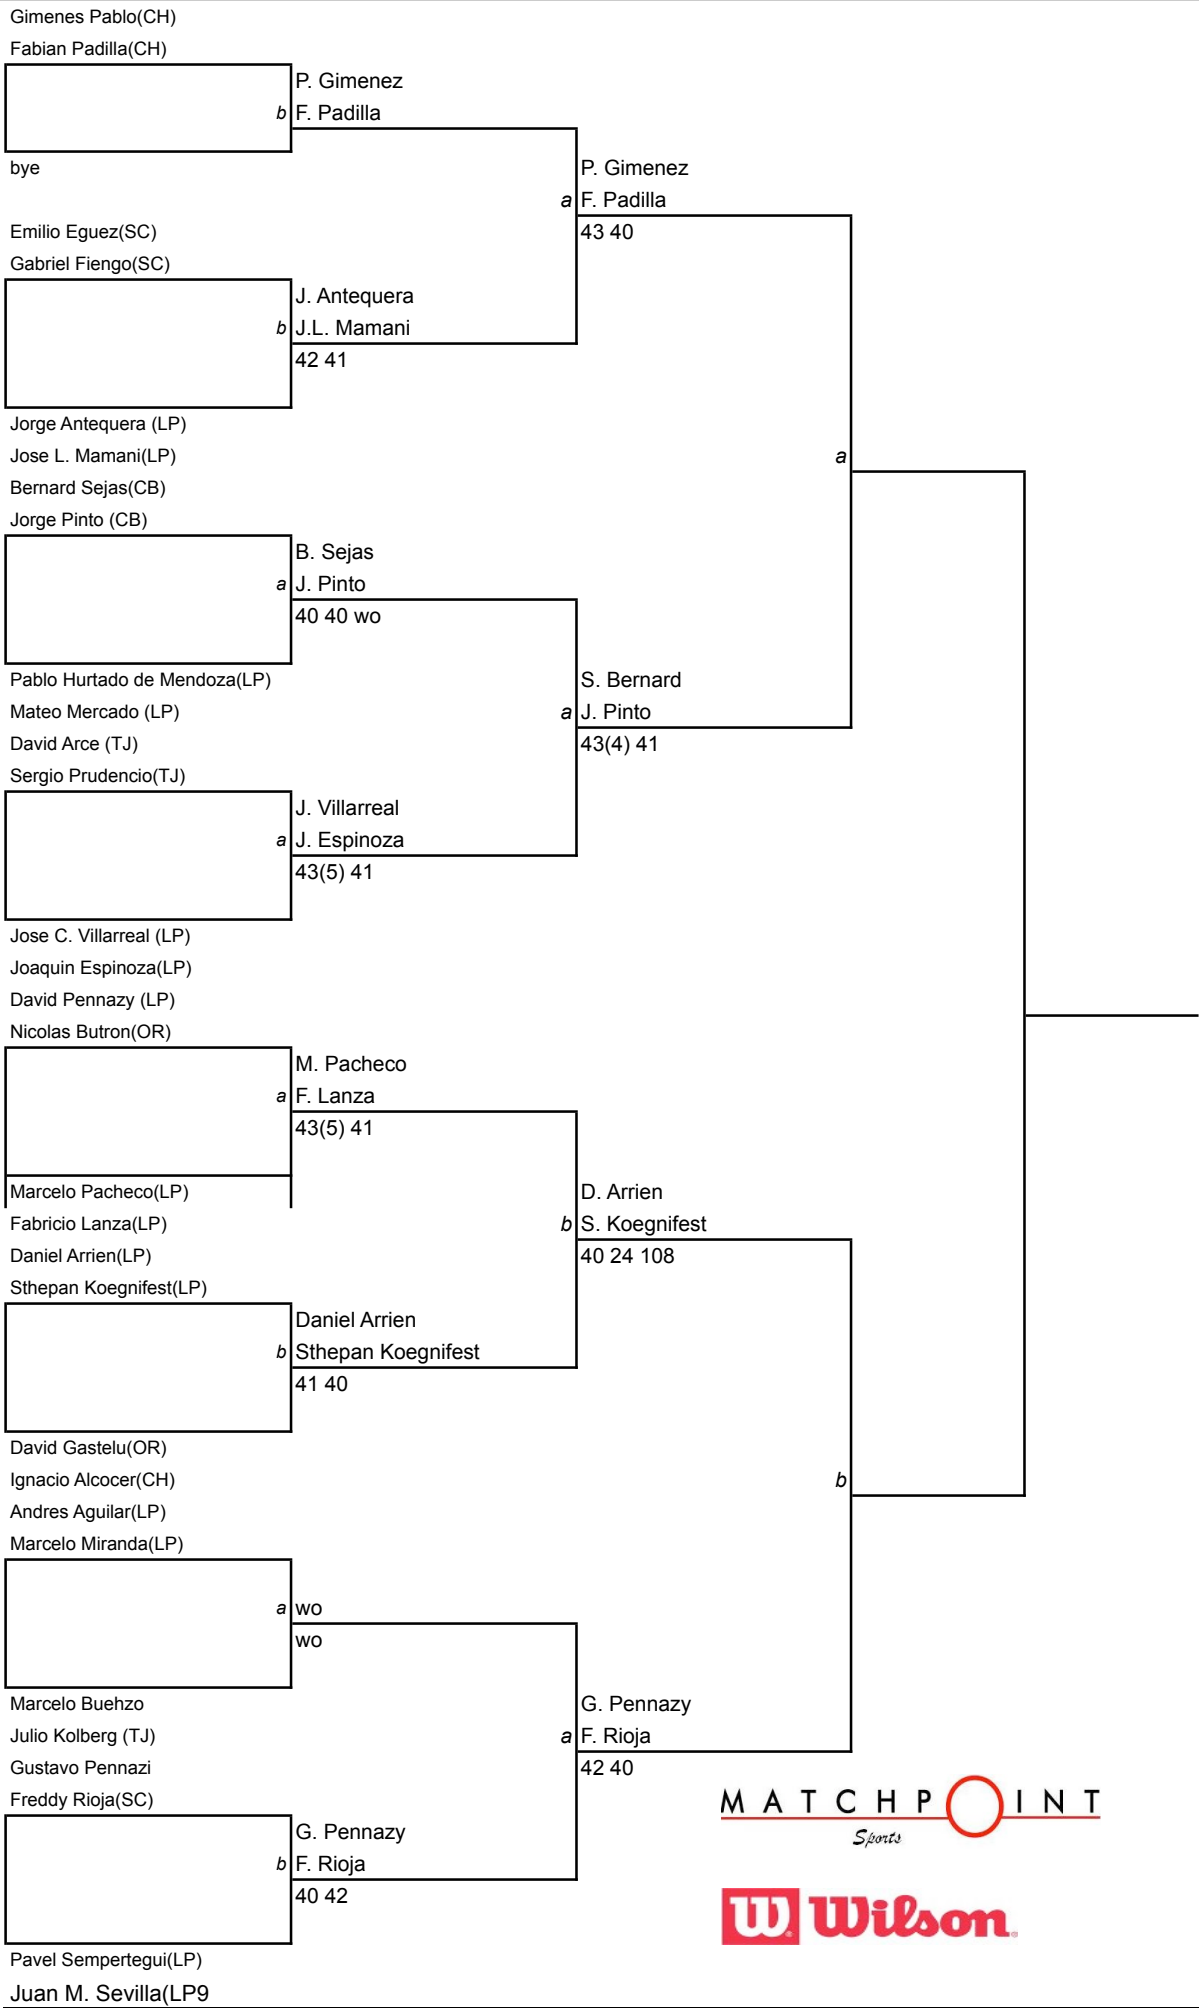 Gimenes Pablo(CH)
Fabian Padilla(CH)
P. Gimenez
b F. Padilla
bye
P. Gimenez
a F. Padilla
Emilio Eguez(SC)
43 40
Gabriel Fiengo(SC)
J. Antequera
b J.L. Mamani
42 41
Jorge Antequera (LP)
Jose L. Mamani(LP)
a
Bernard Sejas(CB)
Jorge Pinto (CB)
B. Sejas
a J. Pinto
40 40 wo
Pablo Hurtado de Mendoza(LP)
S. Bernard
Mateo Mercado (LP)
a J. Pinto
David Arce (TJ)
43(4) 41
Sergio Prudencio(TJ)
J. Villarreal
a J. Espinoza
43(5) 41
Jose C. Villarreal (LP)
Joaquin Espinoza(LP)
David Pennazy (LP)
Nicolas Butron(OR)
M. Pacheco
a F. Lanza
43(5) 41
Marcelo Pacheco(LP)
D. Arrien
Fabricio Lanza(LP)
b S. Koegnifest
Daniel Arrien(LP)
40 24 108
Sthepan Koegnifest(LP)
Daniel Arrien
b Sthepan Koegnifest
41 40
David Gastelu(OR)
Ignacio Alcocer(CH)
b
Andres Aguilar(LP)
Marcelo Miranda(LP)
a wo
wo
Marcelo Buehzo
G. Pennazy
Julio Kolberg (TJ)
a F. Rioja
Gustavo Pennazi
42 40
Freddy Rioja(SC)
MATCHPOINT
Sports
G. Pennazy
b F. Rioja
40 42
W Wilson
Pavel Sempertegui(LP)
Juan M. Sevilla(LP9